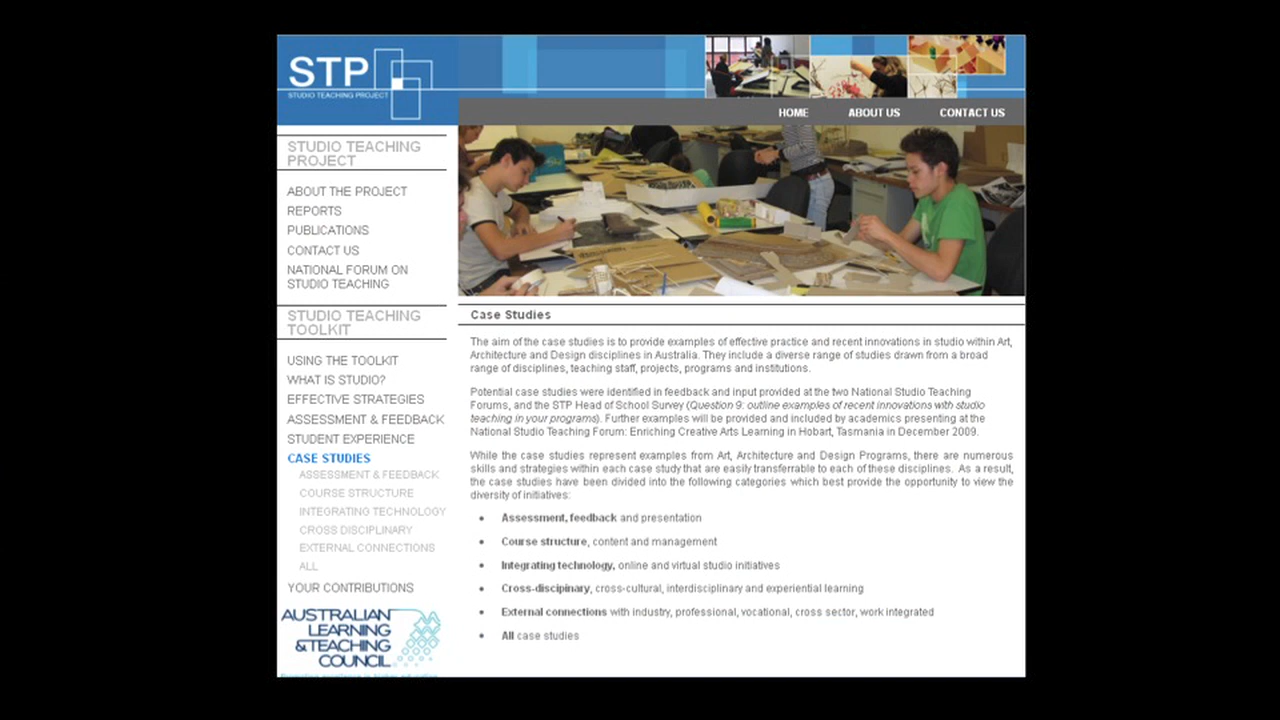 STP
STUDIO TEACHING PROJECT
HOME ABOUT US CONTACT US
STUDIO TEACHING
PROJECT
ABOUT THE PROJECT
REPORTS
PUBLICATIONS
CONTACT US
NATIONAL FORUM ON
STUDIO TEACHING
STUDIO TEACHING
TOOLKIT
USING THE TOOLKIT
WHAT IS STUDIO?
EFFECTIVE STRATEGIES
ASSESSMENT & FEEDBACK
STUDENT EXPERIENCE
CASE STUDIES
ASSESSMENT & FEEDBACK
COURSE STRUCTURE
INTEGRATING TECHNOLOGY
CROSS DISCIPLINARY
EXTERNAL CONNECTIONS
ALL
YOUR CONTRIBUTIONS
AUSTRALIAN
LEARNING
&TEACHING
COUNCIL
Promoting excellence in higher education
Case Studies
The aim of the case studies is to provide examples of effective practice and recent innovations in studio within Art,
Architecture and Design disciplines in Australia. They include a diverse range of studies drawn from a broad
range of disciplines, teaching staff, projects, programs and institutions.
Potential case studies were identified in feedback and input provided at the two National Studio Teaching
Forums, and the STP Head of School Survey (Question 9: outline examples of recent innovations with studio
teaching in your programs). Further examples will be provided and included by academics presenting at the
National Studio Teaching Forum: Enriching Creative Arts Learning in Hobart, Tasmania in December 2009.
While the case studies represent examples from Art, Architecture and Design Programs, there are numerous
skills and strategies within each case study that are easily transferrable to each of these disciplines. As a result,
the case studies have been divided into the following categories which best provide the opportunity to view the
diversity of initiatives:
• Assessment, feedback and presentation
• Course structure, content and management
• Integrating technology, online and virtual studio initiatives
• Cross-discipinary, cross-cultural, interdisciplinary and experiential learning
• External connections with industry, professional, vocational, cross sector, work integrated
• All case studies